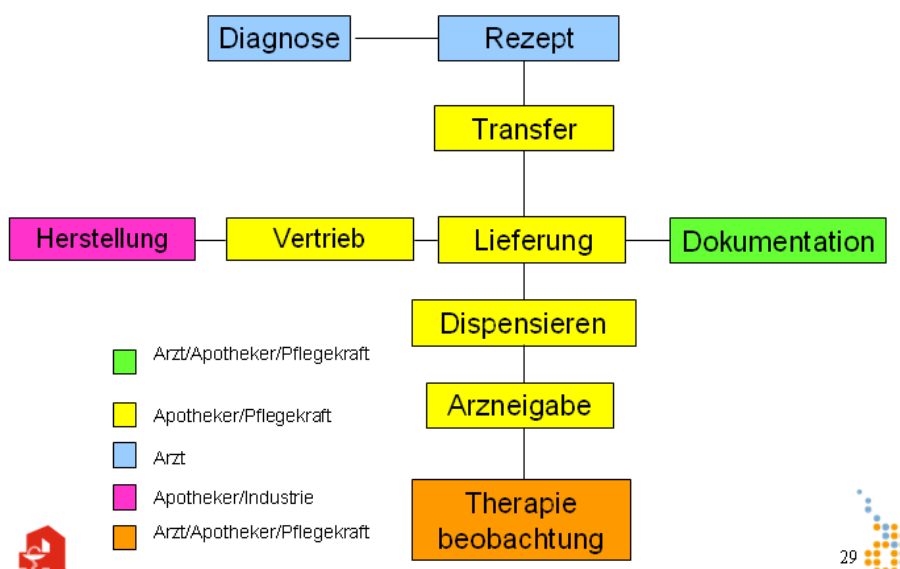 Diagnose
Rezept
Transfer
Herstellung
Vertrieb
Lieferung
Dokumentation
Dispensieren
Arzneigabe
Therapie
beobachtung
Arzt/Apotheker/Pflegekraft
Apotheker/Pflegekraft
Arzt
Apotheker/Industrie
Arzt/Apotheker/Pflegekraft
29